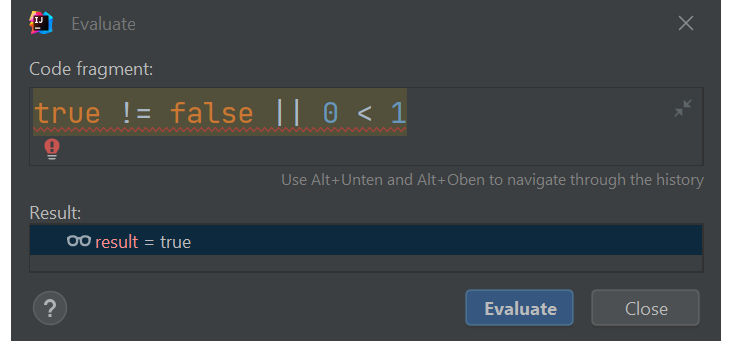 IJ
Evaluate
Code fragment:
true != false || 0 < 1
Use Alt+Unten and Alt+Oben to navigate through the history
Result:
result = true
?
Evaluate
Close